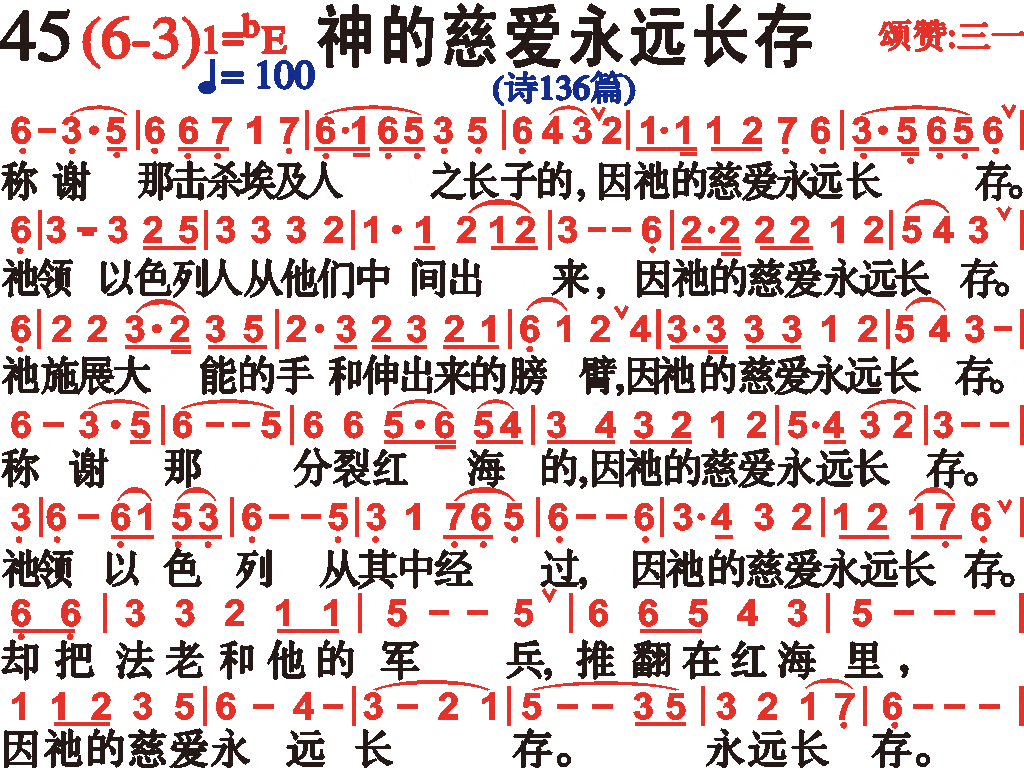 45 (6-3) 1=bE 神的慈爱永远长存 颂赞:三一
♩= 100 (诗136篇)
6 – 3 · 5 | 6 6 7 1 7 | 6 · 1 6 5 3 5 | 6 4 3 ∨ 2 | 1 · 1 1 2 7 6 | 3 · 5 6 5 6 ∨ |
称 谢 那击杀埃及人 之长子的, 因祂的慈爱永远长 存。
6 | 3 – 3 2 5 | 3 3 3 2 | 1 · 1 2 1 2 | 3 – – 6 | 2 · 2 2 2 1 2 | 5 4 3 ∨ |
祂领 以色列人从他们中 间出 来, 因祂的慈爱永远长 存。
6 | 2 2 3 · 2 3 5 | 2 · 3 2 3 2 1 | 6 1 2 ∨ 4 | 3 · 3 3 3 1 2 | 5 4 3 – |
祂施展大 能的手 和伸出来的膀 臂,因祂的慈爱永远长 存。
6 – 3 · 5 | 6 – – 5 | 6 6 5 · 6 5 4 | 3 4 3 2 1 2 | 5 · 4 3 2 | 3 – – |
称 谢 那 分裂红 海 的,因祂的慈爱永远长 存。
3 | 6 – 6 1 5 3 | 6 – – 5 | 3 1 7 6 5 | 6 – – 6 | 3 · 4 3 2 | 1 2 1 7 6 ∨ |
祂领 以 色 列 从其中经 过, 因祂的慈爱永远长 存。
6 6 | 3 3 2 1 1 | 5 – – 5 ∨ | 6 6 5 4 3 | 5 – – – |
却 把 法 老 和 他 的 军 兵, 推 翻 在 红 海 里 ,
1 1 2 3 5 | 6 – 4 – | 3 – 2 1 | 5 – – 3 5 | 3 2 1 7 | 6 – – – |
因祂的慈爱永 远 长 存。 永远长 存。